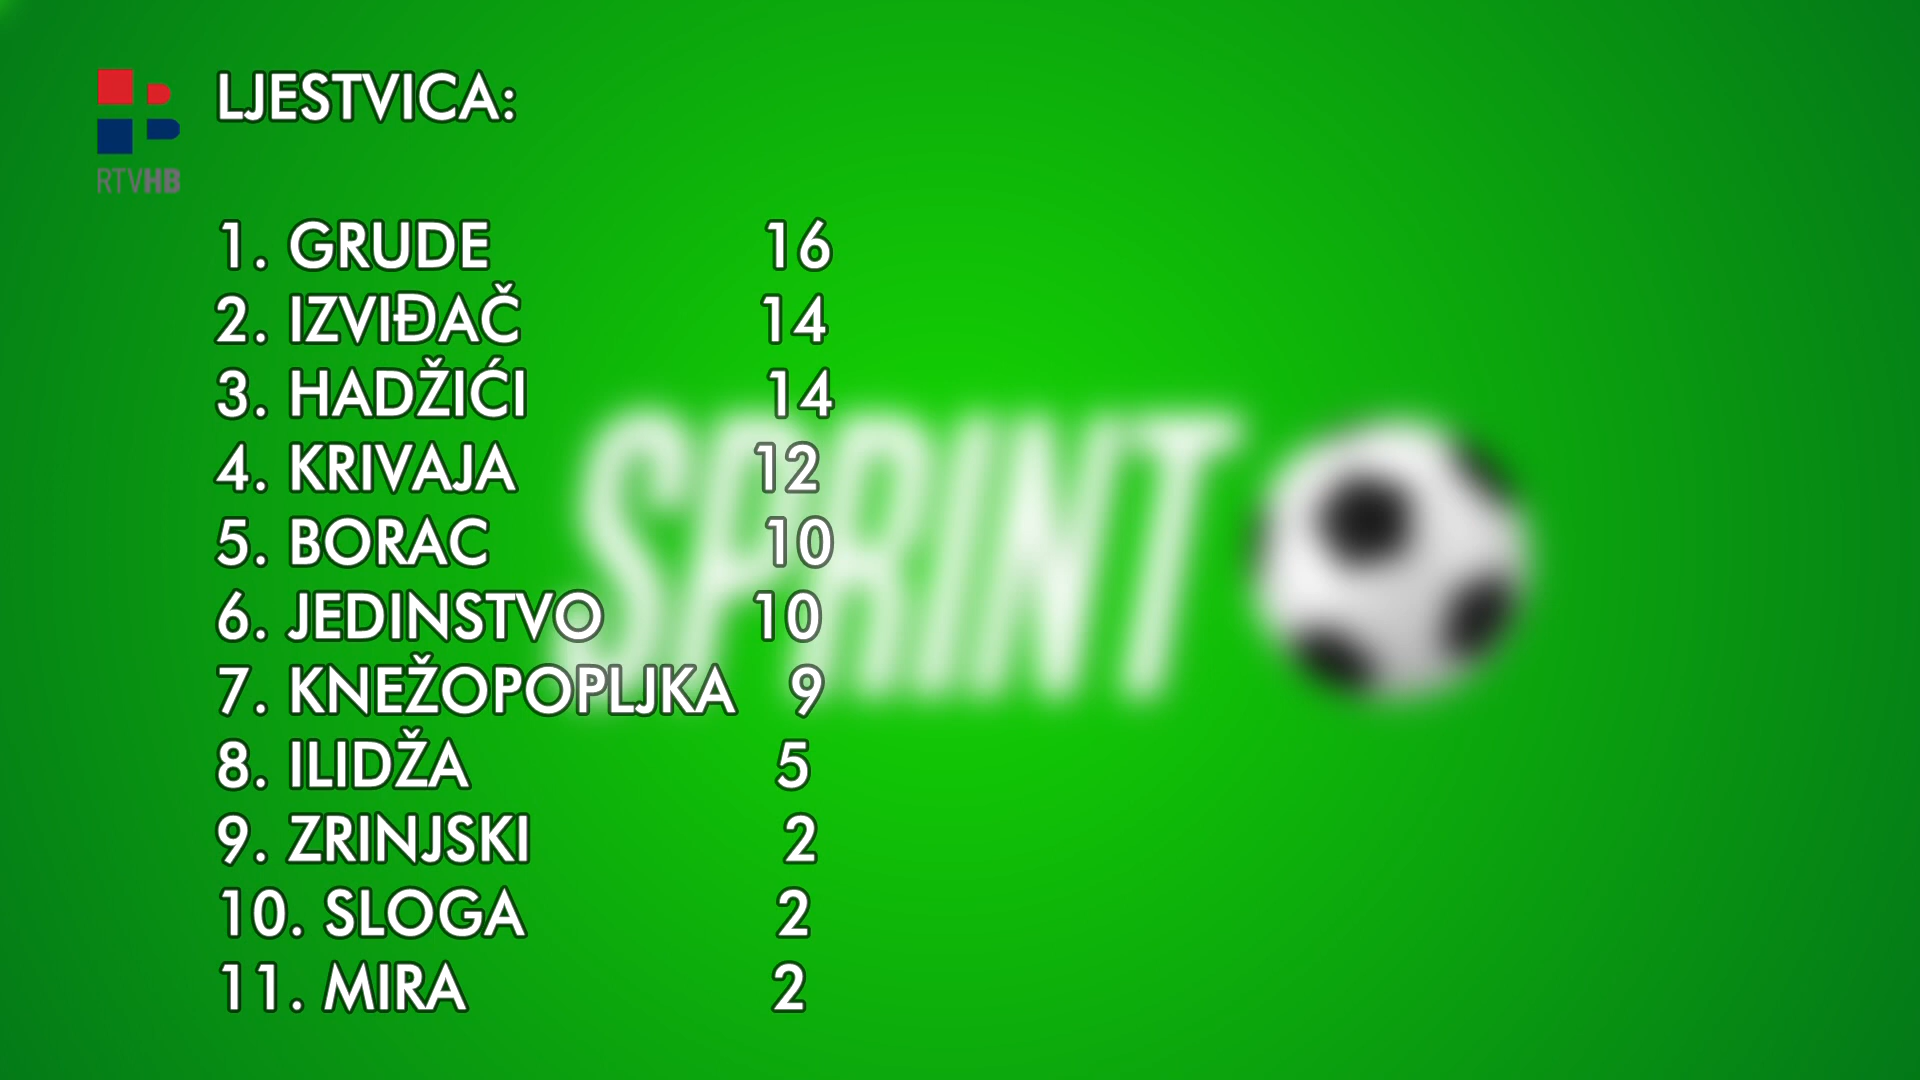 LJESTVICA:
RTVHB
1. GRUDE 16
2. IZVIĐAČ 14
3. HADŽIĆI 14
4. KRIVAJA 12
5. BORAC 10
6. JEDINSTVO 10
7. KNEŽOPOPLJKA 9
8. ILIDŽA 5
9. ZRINJSKI 2
10. SLOGA 2
11. MIRA 2
SPRINT